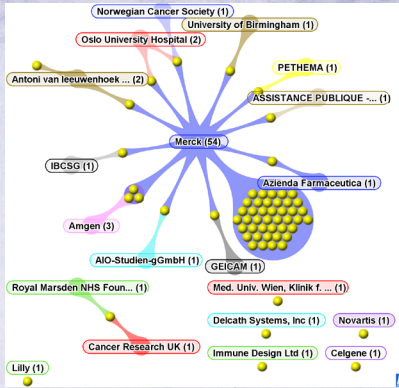 Norwegian Cancer Society (1)
University of Birmingham (1)
Oslo University Hospital (2)
PETHEMA (1)
Antoni van leeuwenhoek ... (2)
ASSISTANCE PUBLIQUE -... (1)
Merck (54)
IBCSG (1)
Azienda Farmaceutica (1)
Amgen (3)
AIO-Studien-gGmbH (1)
GEICAM (1)
Royal Marsden NHS Foun... (1)
Med. Univ. Wien, Klinik f. ... (1)
Delcath Systems, Inc (1)
Novartis (1)
Cancer Research UK (1)
Immune Design Ltd (1)
Celgene (1)
Lilly (1)